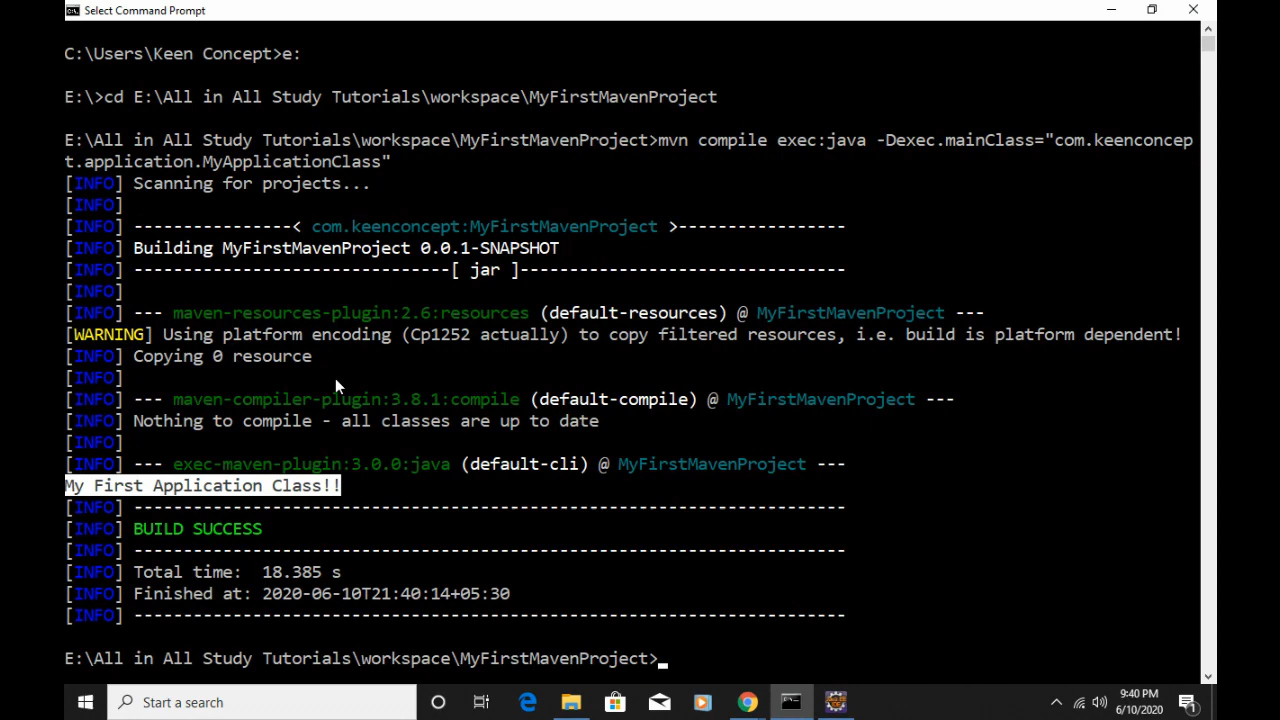 Select Command Prompt
C:\Users\Keen Concept>e:
E:\>cd E:\All in All Study Tutorials\workspace\MyFirstMavenProject
E:\All in All Study Tutorials\workspace\MyFirstMavenProject>mvn compile exec:java -Dexec.mainClass="com.keenconcep
t.application.MyApplicationClass"
[INFO] Scanning for projects...
[INFO]
[INFO] ----------------< com.keenconcept:MyFirstMavenProject >-----------------
[INFO] Building MyFirstMavenProject 0.0.1-SNAPSHOT
[INFO] --------------------------------[ jar ]---------------------------------
[INFO]
[INFO] --- maven-resources-plugin:2.6:resources (default-resources) @ MyFirstMavenProject ---
[WARNING] Using platform encoding (Cp1252 actually) to copy filtered resources, i.e. build is platform dependent!
[INFO] Copying 0 resource
[INFO]
[INFO] --- maven-compiler-plugin:3.8.1:compile (default-compile) @ MyFirstMavenProject ---
[INFO] Nothing to compile - all classes are up to date
[INFO]
[INFO] --- exec-maven-plugin:3.0.0:java (default-cli) @ MyFirstMavenProject ---
My First Application Class!!
[INFO] ------------------------------------------------------------------------
[INFO] BUILD SUCCESS
[INFO] ------------------------------------------------------------------------
[INFO] Total time:  18.385 s
[INFO] Finished at: 2020-06-10T21:40:14+05:30
[INFO] ------------------------------------------------------------------------
E:\All in All Study Tutorials\workspace\MyFirstMavenProject>
Start a search
9:40 PM
6/10/2020
1